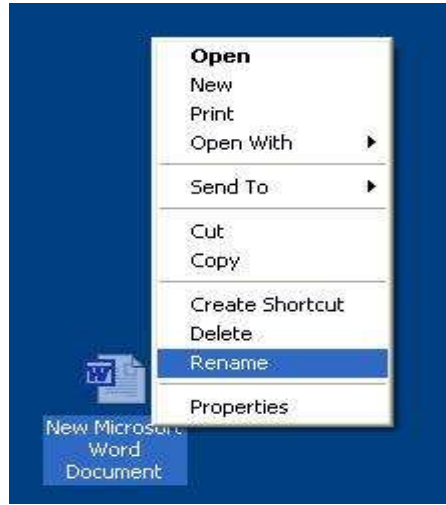 Open
New
Print
Open With
Send To
Cut
Copy
Create Shortcut
Delete
Rename
Properties
New Microsoft
Word
Document